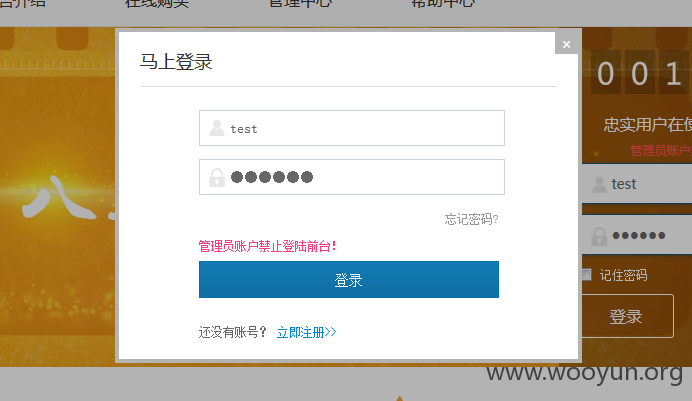 台介绍 在线购买 管理中心 帮助中心
马上登录
×
test
●●●●●●
忘记密码?
管理员账户禁止登陆前台!
登录
还没有账号? 立即注册>>
八
001
忠实用户在使
管理员账户
test
••••••
记住密码
登录
www.wooyun.org